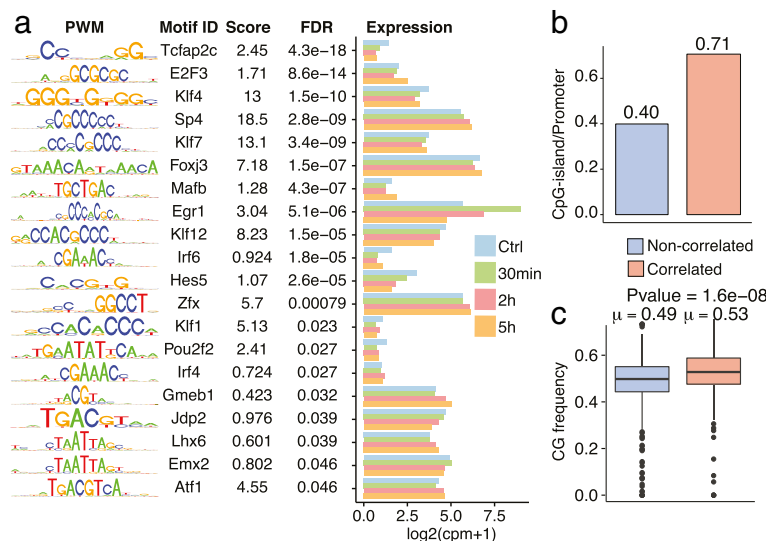 a
PWM Motif ID Score FDR Expression
Tcfap2c 2.45 4.3e−18
E2F3 1.71 8.6e−14
Klf4 13 1.5e−10
Sp4 18.5 2.8e−09
Klf7 13.1 3.4e−09
Foxj3 7.18 1.5e−07
Mafb 1.28 4.3e−07
Egr1 3.04 5.1e−06
Klf12 8.23 1.5e−05
Irf6 0.924 1.8e−05
Hes5 1.07 2.6e−05
Zfx 5.7 0.00079
Klf1 5.13 0.023
Pou2f2 2.41 0.027
Irf4 0.724 0.027
Gmeb1 0.423 0.032
Jdp2 0.976 0.039
Lhx6 0.601 0.039
Emx2 0.802 0.046
Atf1 4.55 0.046
Ctrl
30min
2h
5h
0.0 2.5 5.0 7.5
log2(cpm+1)
b
CpG-island/Promoter
0.6
0.4
0.2
0.0
0.40
0.71
Non-correlated
Correlated
c
Pvalue = 1.6e−08
μ = 0.49 μ = 0.53
CG frequency
0.6
0.4
0.2
0.0